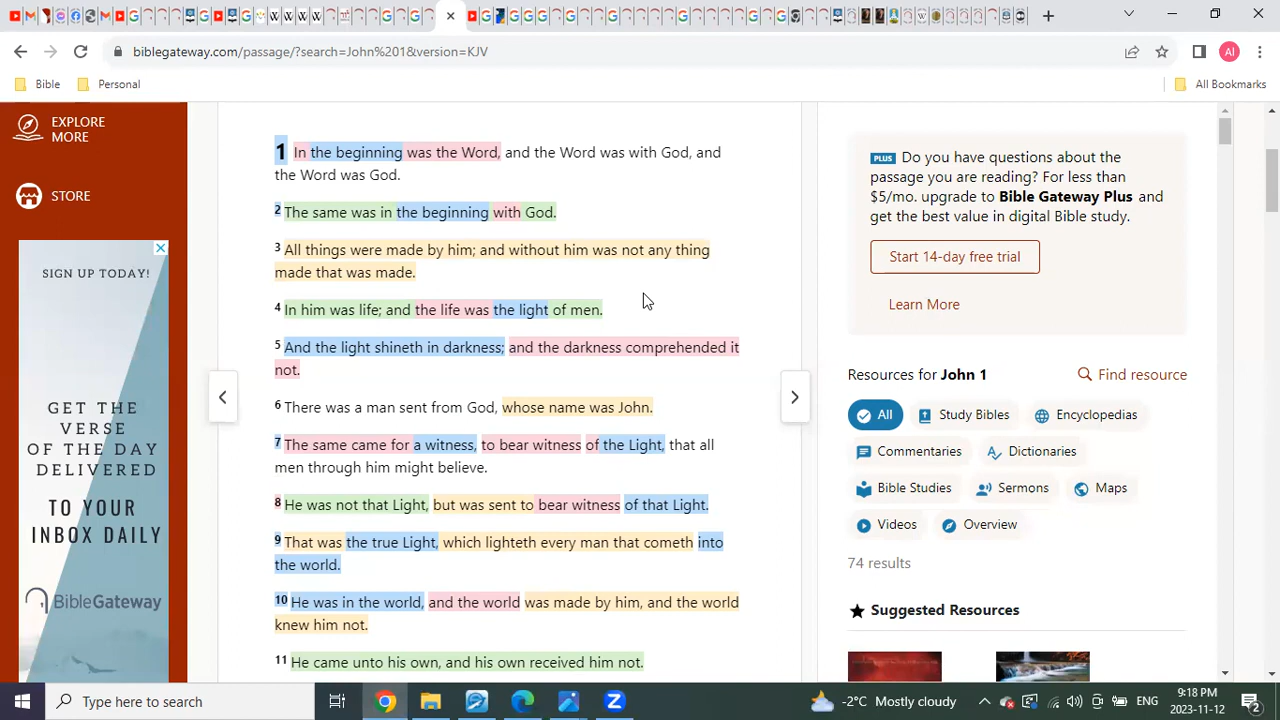 biblegateway.com/passage/?search=John%201&version=KJV
AI
Bible
Personal
All Bookmarks
EXPLORE
MORE
STORE
SIGN UP TODAY!
GET THE
VERSE
OF THE DAY
DELIVERED
TO YOUR
INBOX DAILY
BibleGateway
1 In the beginning was the Word, and the Word was with God, and
the Word was God.
2 The same was in the beginning with God.
3 All things were made by him; and without him was not any thing
made that was made.
4 In him was life; and the life was the light of men.
5 And the light shineth in darkness; and the darkness comprehended it
not.
6 There was a man sent from God, whose name was John.
7 The same came for a witness, to bear witness of the Light, that all
men through him might believe.
8 He was not that Light, but was sent to bear witness of that Light.
9 That was the true Light, which lighteth every man that cometh into
the world.
10 He was in the world, and the world was made by him, and the world
knew him not.
11 He came unto his own, and his own received him not.
PLUS Do you have questions about the
passage you are reading? For less than
$5/mo. upgrade to Bible Gateway Plus and
get the best value in digital Bible study.
Start 14-day free trial
Learn More
Resources for John 1
Find resource
All
Study Bibles
Encyclopedias
Commentaries
Dictionaries
Bible Studies
Sermons
Maps
Videos
Overview
74 results
Suggested Resources
Type here to search
-2°C Mostly cloudy
ENG
9:18 PM
2023-11-12
2